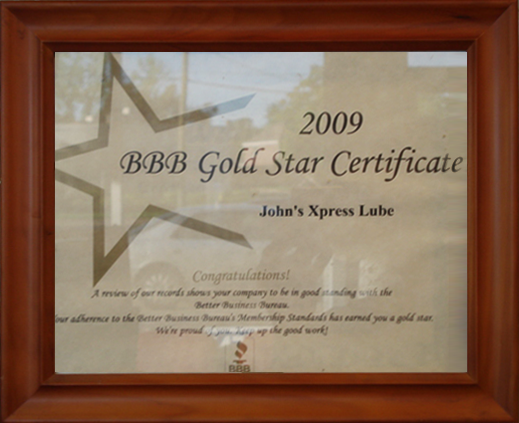 2009
BBB Gold Star Certificate
John's Xpress Lube
Congratulations!
A review of our records shows your company to be in good standing with the
Better Business Bureau.
our adherence to the Better Business Bureau's Membership Standards has earned you a gold star.
We're proud keep up the good work!
BBB